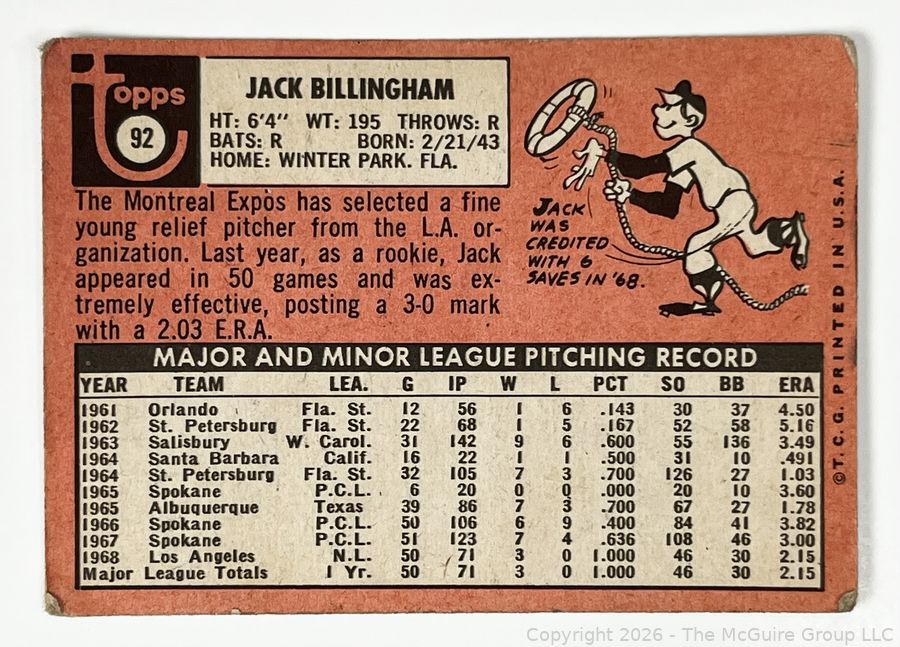 topps
92
JACK BILLINGHAM
HT: 6'4" WT: 195 THROWS: R
BATS: R BORN: 2/21/43
HOME: WINTER PARK. FLA.
The Montreal Expos has selected a fine
young relief pitcher from the L.A. or-
ganization. Last year, as a rookie, Jack
appeared in 50 games and was ex-
tremely effective, posting a 3-0 mark
with a 2.03 E.R.A.
JACK
WAS
CREDITED
WITH 6
SAVES IN '68.
MAJOR AND MINOR LEAGUE PITCHING RECORD
YEAR TEAM LEA. G IP W L PCT SO BB ERA
1961 Orlando Fla. St. 12 56 1 6 .143 30 37 4.50
1962 St. Petersburg Fla. St. 22 68 1 5 .167 52 58 5.16
1963 Salisbury W. Carol. 31 142 9 6 .600 55 136 3.49
1964 Santa Barbara Calif. 16 22 1 1 .500 31 10 .491
1964 St. Petersburg Fla. St. 32 105 7 3 .700 126 27 1.03
1965 Spokane P.C.L. 6 20 0 0 .000 20 10 3.60
1965 Albuquerque Texas 39 86 7 3 .700 67 27 1.78
1966 Spokane P.C.L. 50 106 6 9 .400 84 41 3.82
1967 Spokane P.C.L. 51 123 7 4 .636 108 46 3.00
1968 Los Angeles N.L. 50 71 3 0 1.000 46 30 2.15
Major League Totals 1 Yr. 50 71 3 0 1.000 46 30 2.15
©T.C.G. PRINTED IN U.S.A.
Copyright 2026 - The McGuire Group LLC